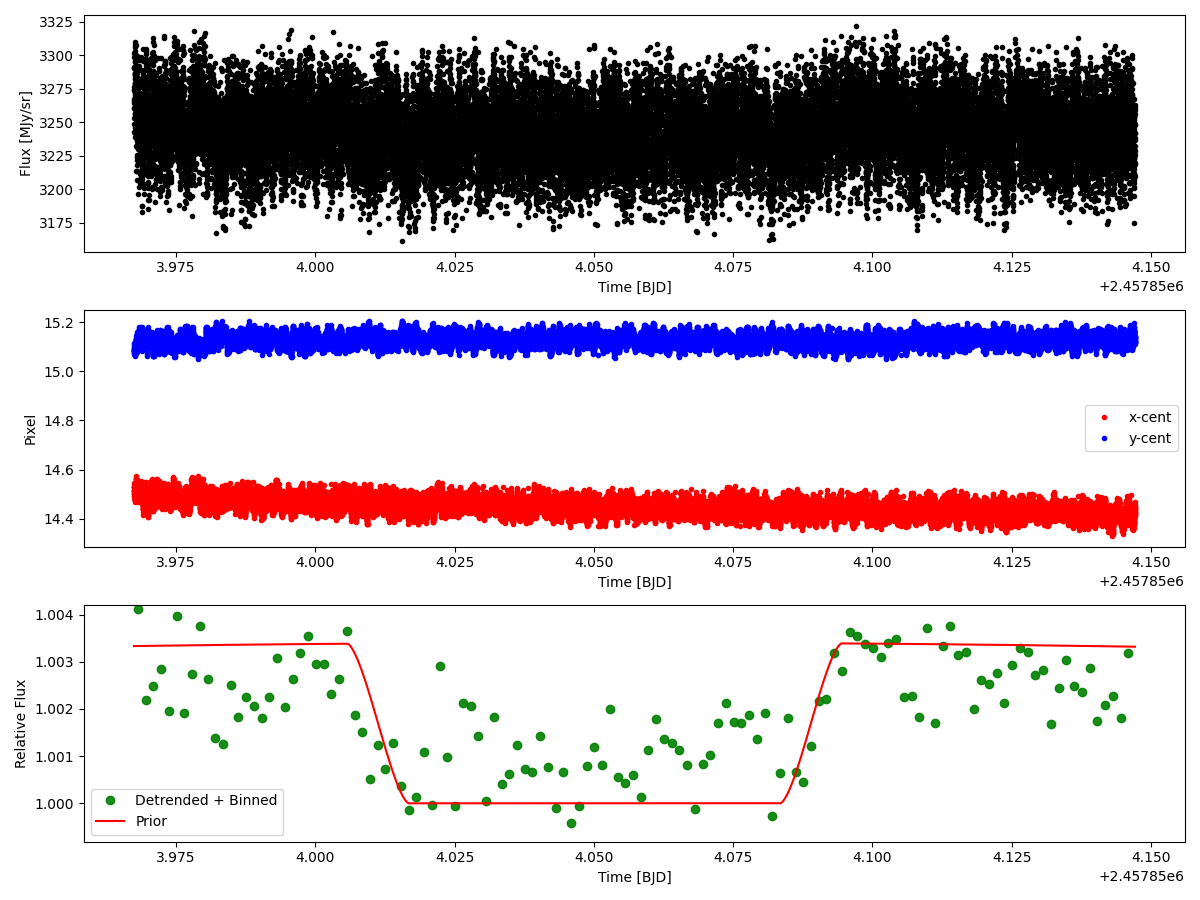 3325
3300
3275
3250
3225
3200
3175
Flux [MJy/sr]
3.975 4.000 4.025 4.050 4.075 4.100 4.125 4.150
Time [BJD]
+2.45785e6
15.2
15.0
14.8
14.6
14.4
Pixel
x-cent
y-cent
3.975 4.000 4.025 4.050 4.075 4.100 4.125 4.150
Time [BJD]
+2.45785e6
1.004
1.003
1.002
1.001
1.000
Relative Flux
Detrended + Binned
Prior
3.975 4.000 4.025 4.050 4.075 4.100 4.125 4.150
Time [BJD]
+2.45785e6